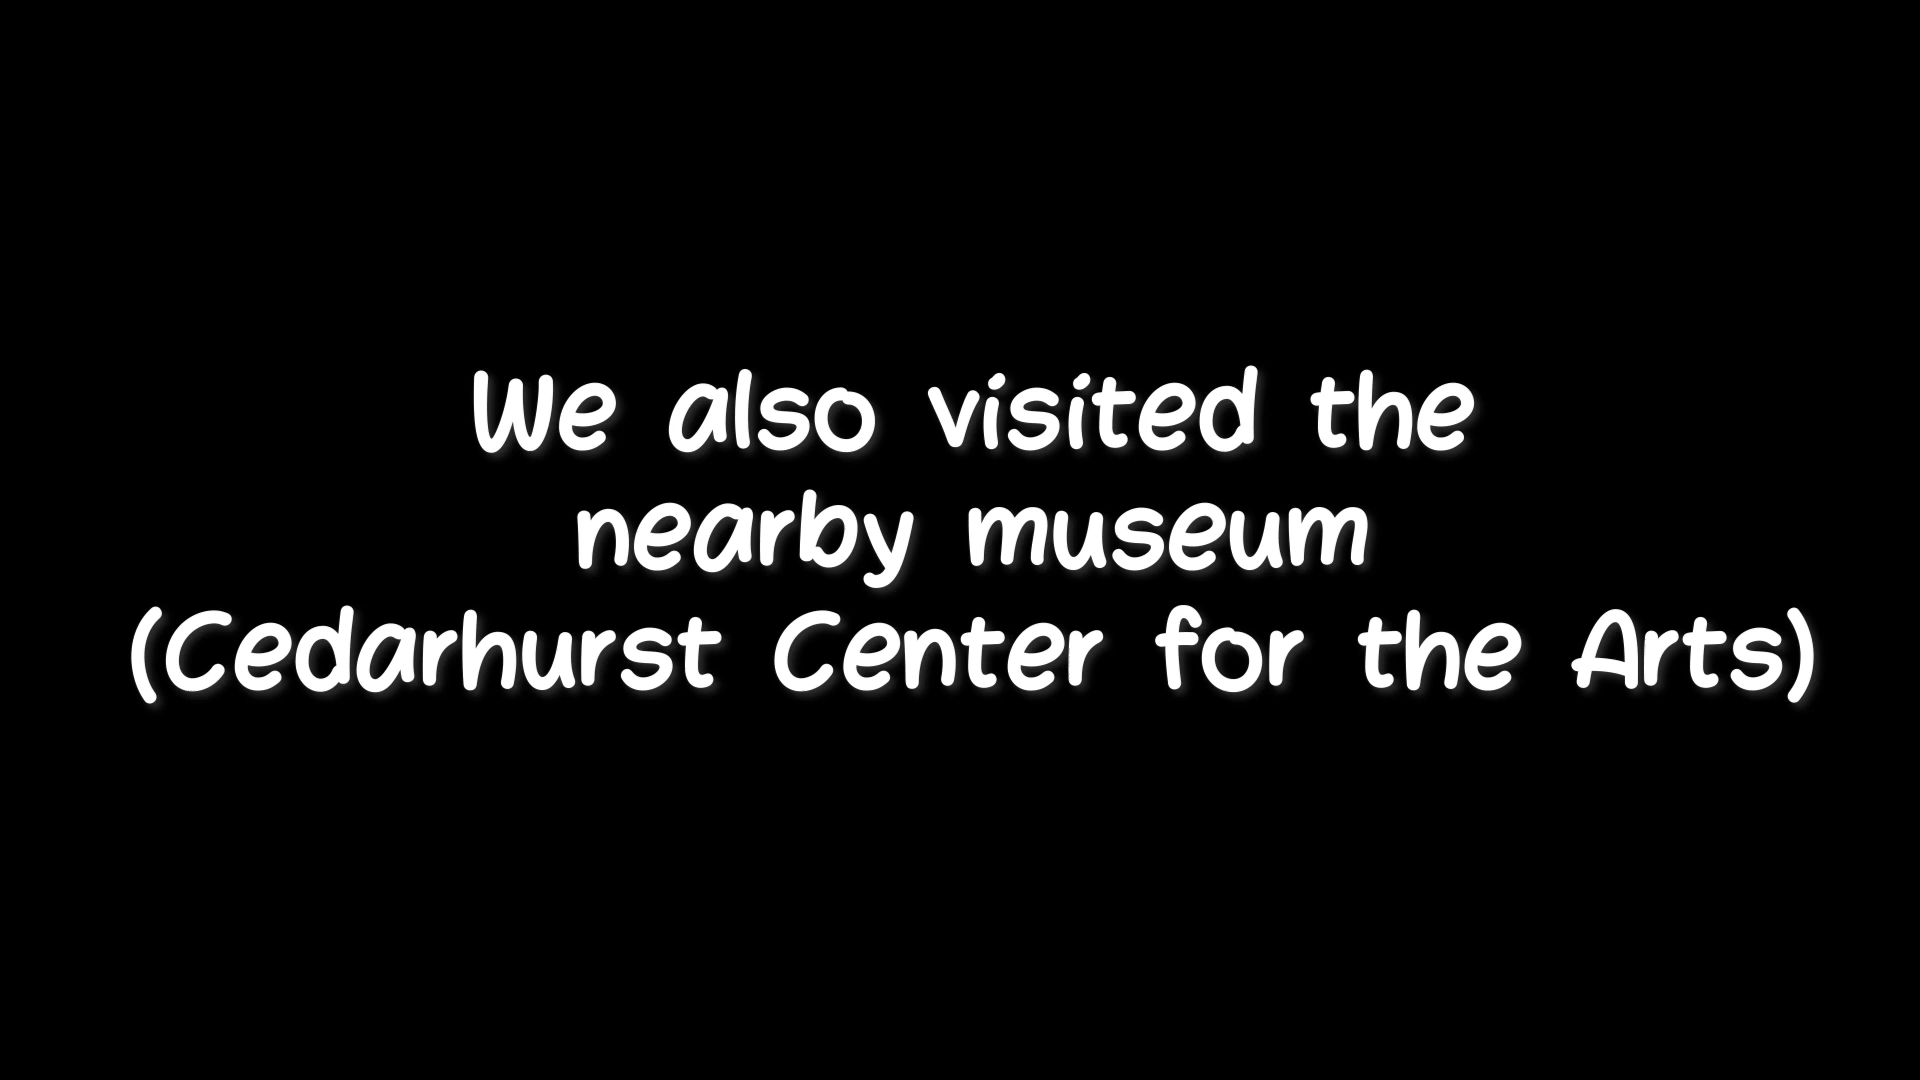 We also visited the
nearby museum
(Cedarhurst Center for the Arts)